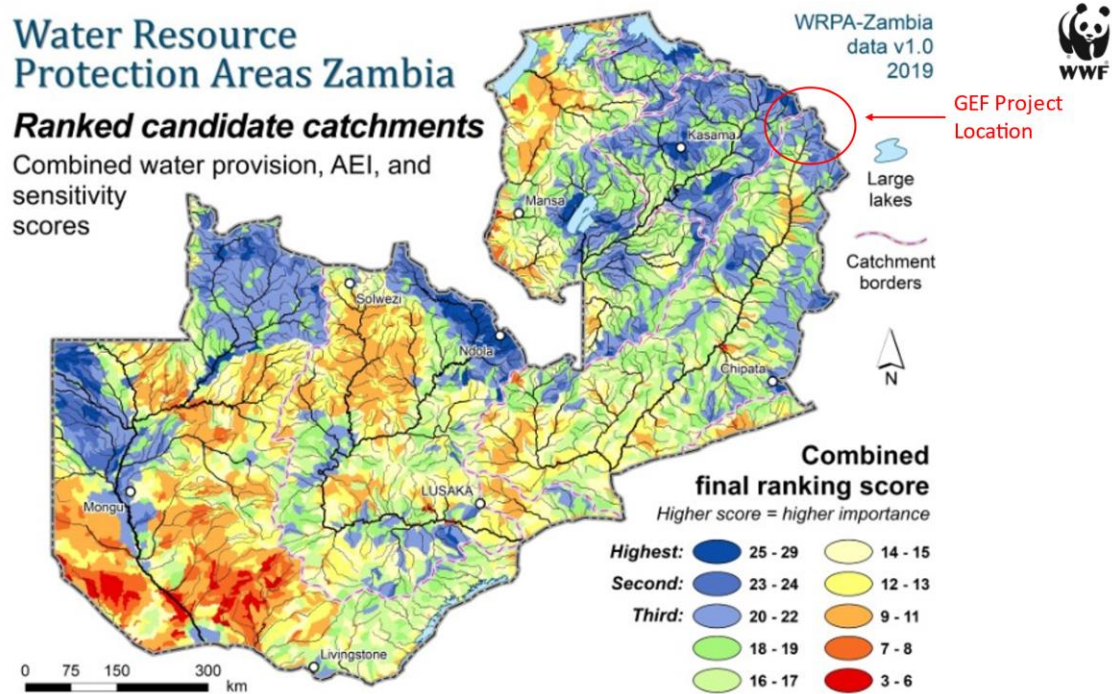 Water Resource
Protection Areas Zambia
Ranked candidate catchments
Combined water provision, AEI, and
sensitivity
scores
WRPA-Zambia
data v1.0
2019
WWF
GEF Project
Location
Large
lakes
Catchment
borders
N
Kasama
Mansa
Solwezi
Ndola
Chipata
LUSAKA
Mongu
Livingstone
Combined
final ranking score
Higher score = higher importance
Highest: 25 - 29 14 - 15
Second: 23 - 24 12 - 13
Third: 20 - 22 9 - 11
18 - 19 7 - 8
16 - 17 3 - 6
0 75 150 300
km